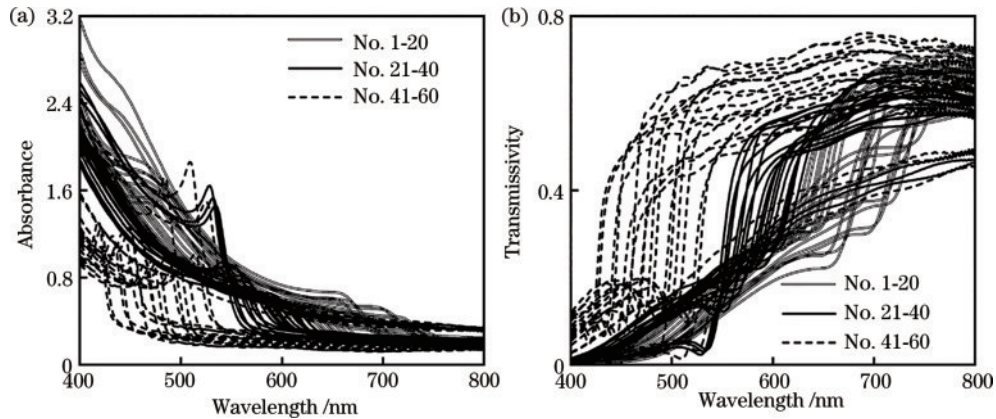 (a)
3.2
2.4
1.6
0.8
0
Absorbance
No. 1-20
No. 21-40
No. 41-60
400 500 600 700 800
Wavelength /nm
(b)
0.8
0.4
0
Transmissivity
No. 1-20
No. 21-40
No. 41-60
400 500 600 700 800
Wavelength /nm